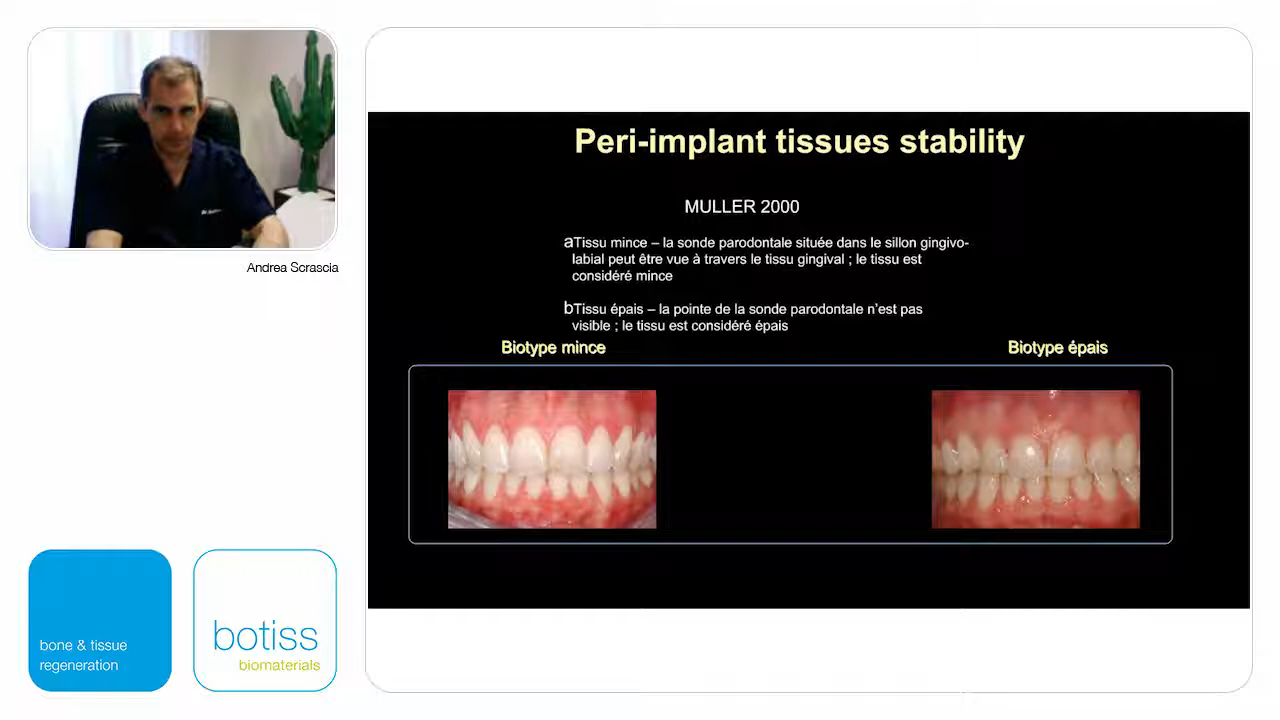 Andrea Scrascia
bone & tissue
regeneration
botiss
biomaterials
Peri-implant tissues stability
MULLER 2000
aTissu mince – la sonde parodontale située dans le sillon gingivo-
labial peut être vue à travers le tissu gingival ; le tissu est
considéré mince
bTissu épais – la pointe de la sonde parodontale n'est pas
visible ; le tissu est considéré épais
Biotype mince
Biotype épais